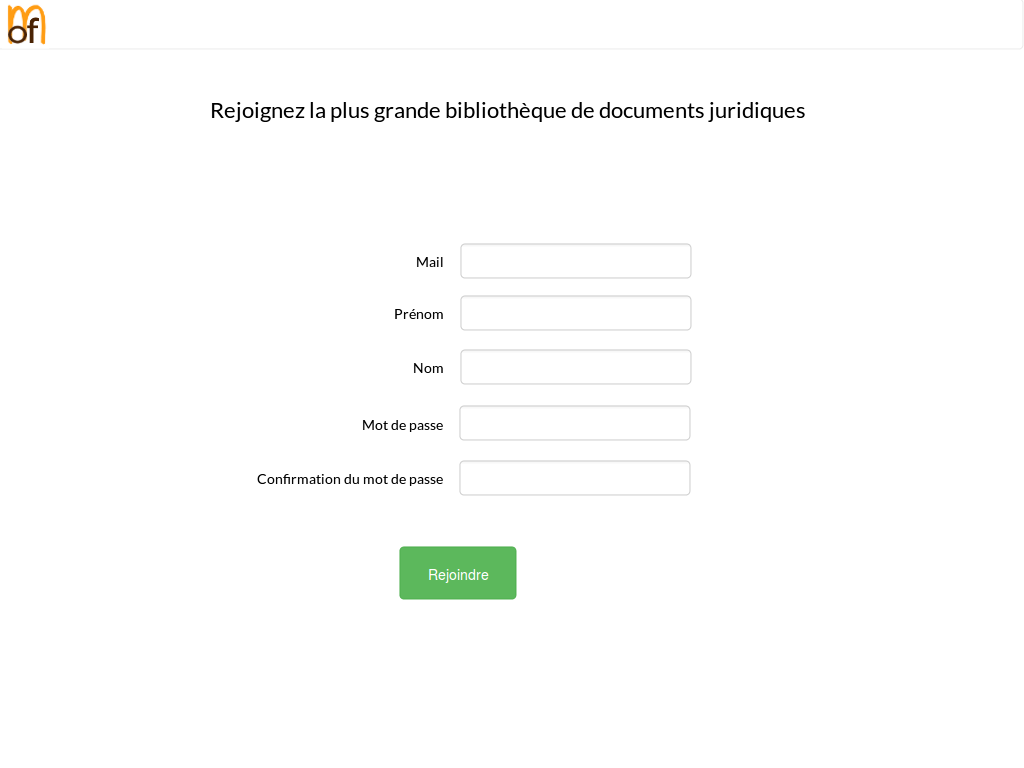 mof
Rejoignez la plus grande bibliothèque de documents juridiques
Mail
Prénom
Nom
Mot de passe
Confirmation du mot de passe
Rejoindre